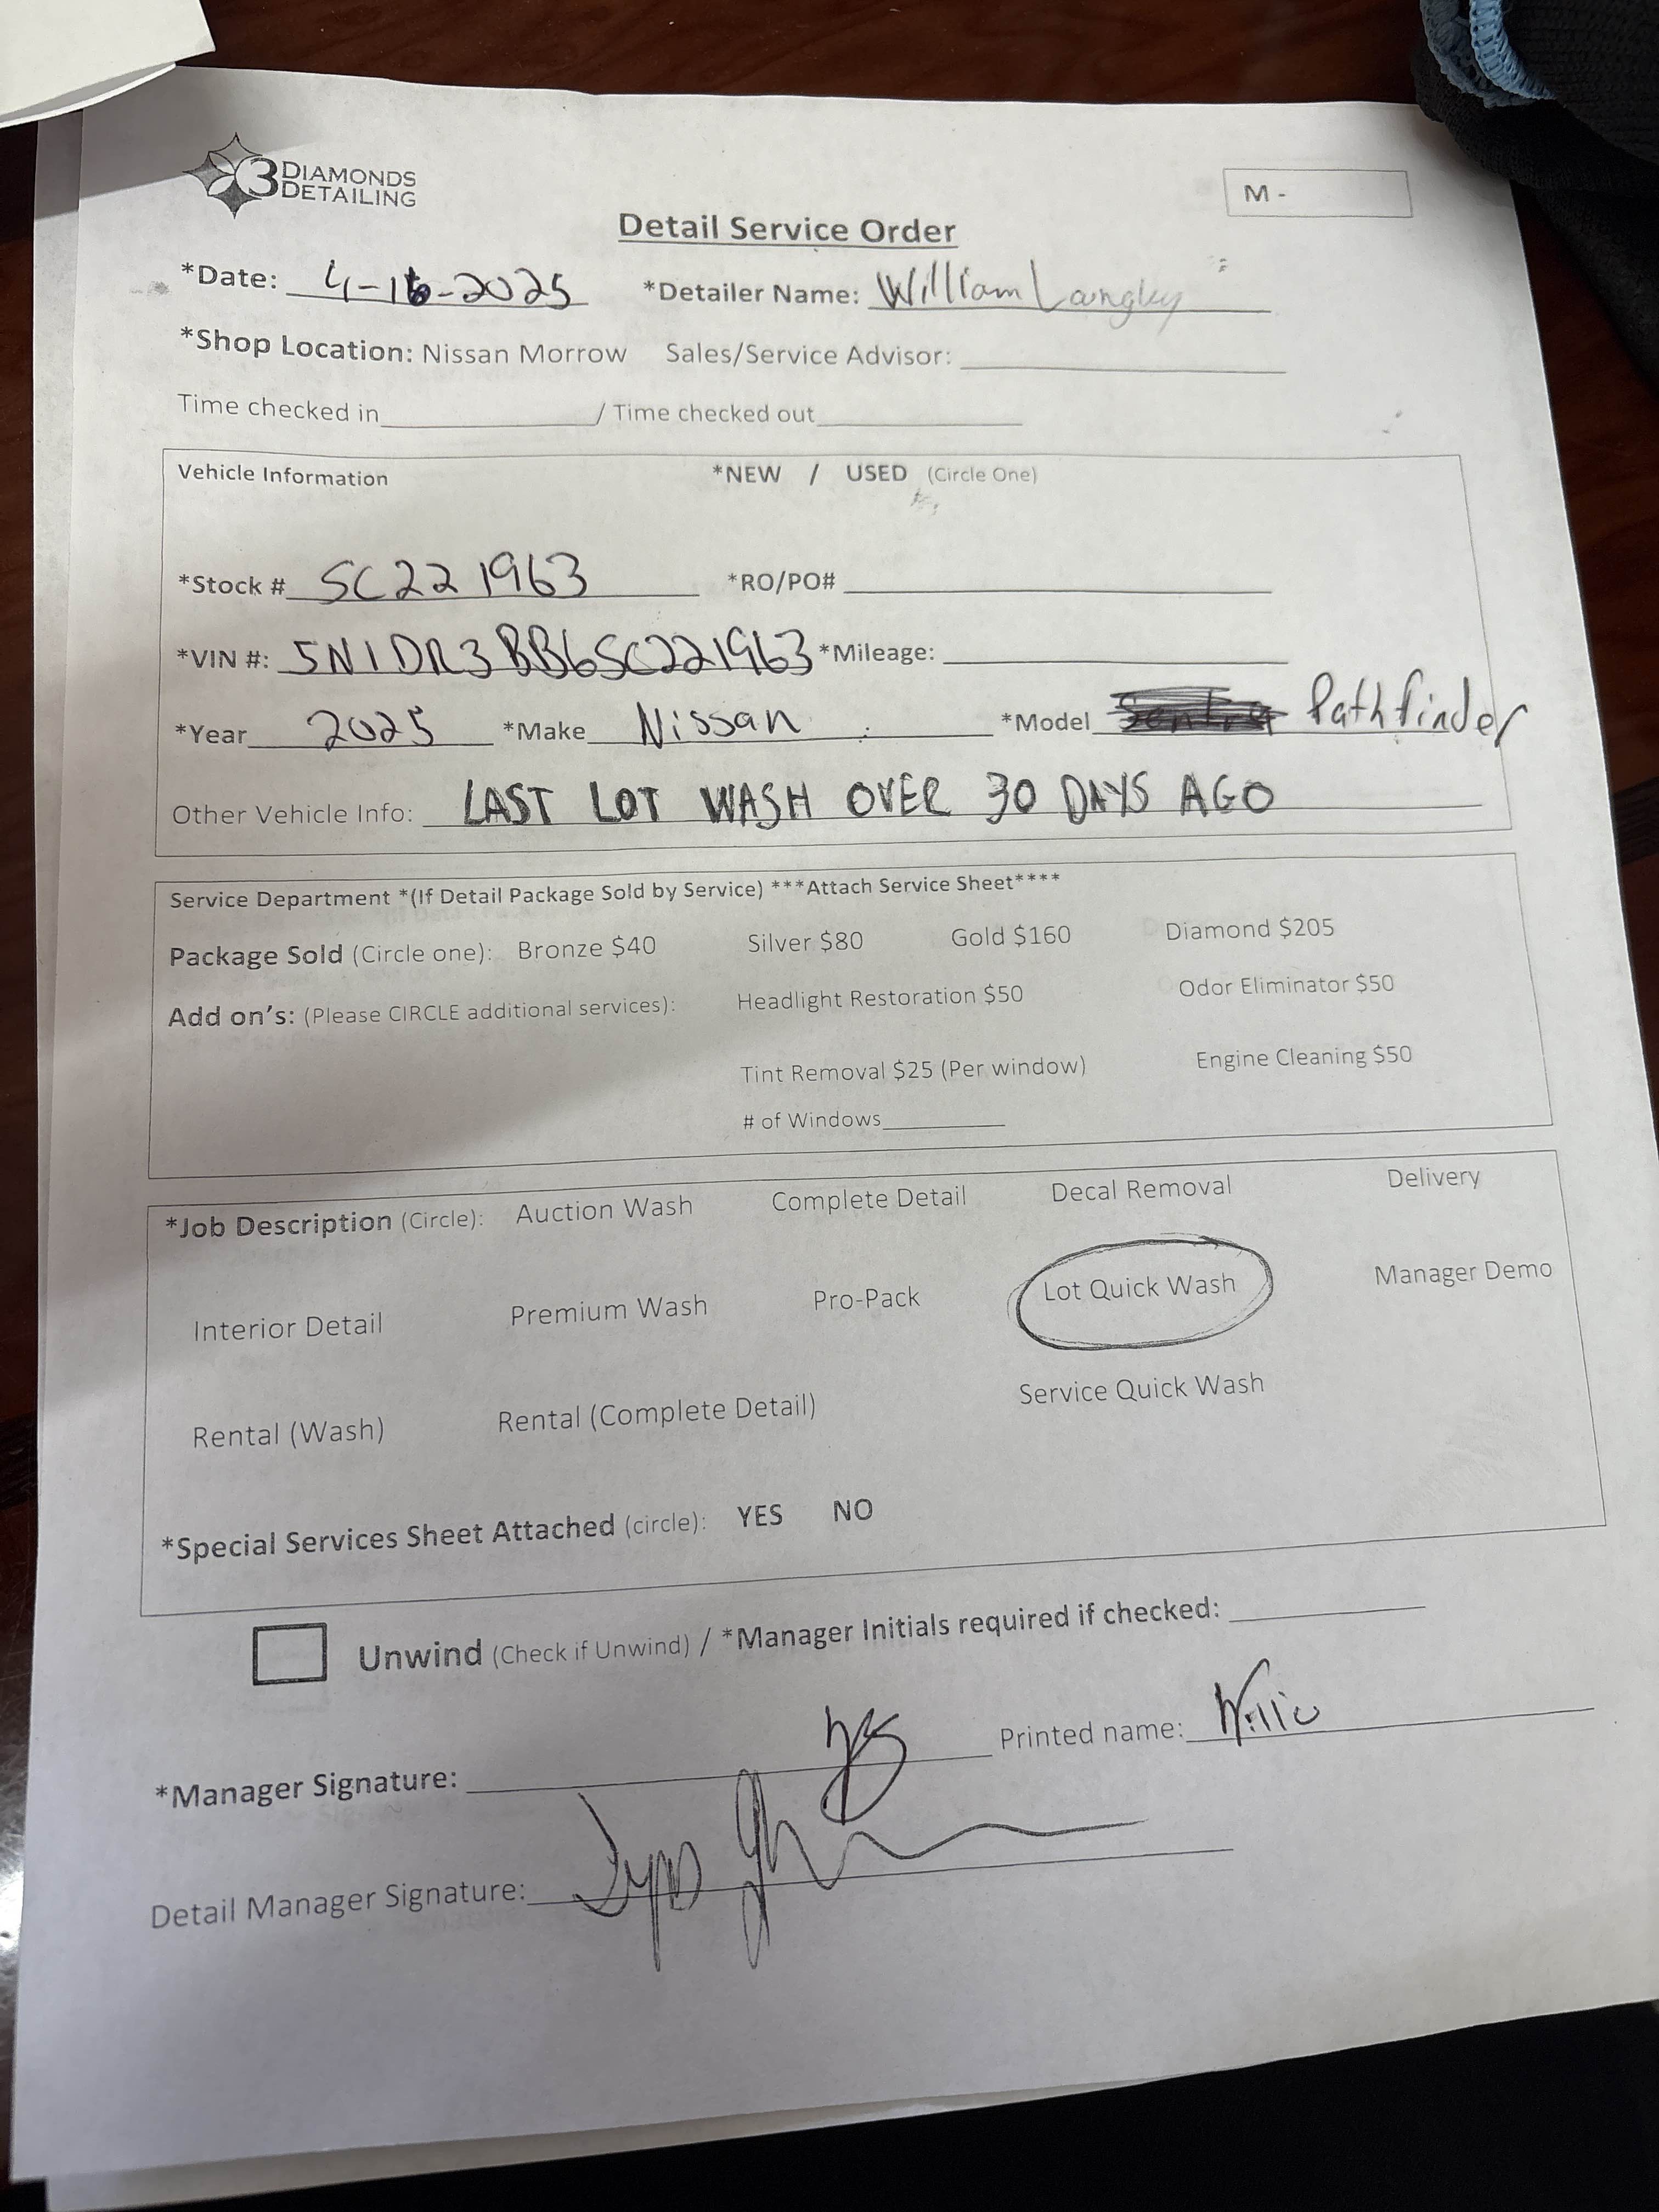 3 DIAMONDS
DETAILING
M -
Detail Service Order
*Date: 4-16-2025 *Detailer Name: William Langley
*Shop Location: Nissan Morrow Sales/Service Advisor:
Time checked in / Time checked out
Vehicle Information *NEW / USED (Circle One)
*Stock # SC221963 *RO/PO#
*VIN #: 5N1DR3BB6SC221963 *Mileage:
*Year 2025 *Make Nissan *Model Sentra Pathfinder
Other Vehicle Info: LAST LOT WASH OVER 30 DAYS AGO
Service Department *(If Detail Package Sold by Service) ***Attach Service Sheet****
Package Sold (Circle one): Bronze $40 Silver $80 Gold $160 Diamond $205
Add on's: (Please CIRCLE additional services): Headlight Restoration $50 Odor Eliminator $50
Tint Removal $25 (Per window) Engine Cleaning $50
# of Windows
*Job Description (Circle): Auction Wash Complete Detail Decal Removal Delivery
Interior Detail Premium Wash Pro-Pack Lot Quick Wash Manager Demo
Rental (Wash) Rental (Complete Detail) Service Quick Wash
*Special Services Sheet Attached (circle): YES NO
Unwind (Check if Unwind) / *Manager Initials required if checked:
*Manager Signature: Printed name: Willie
Detail Manager Signature: